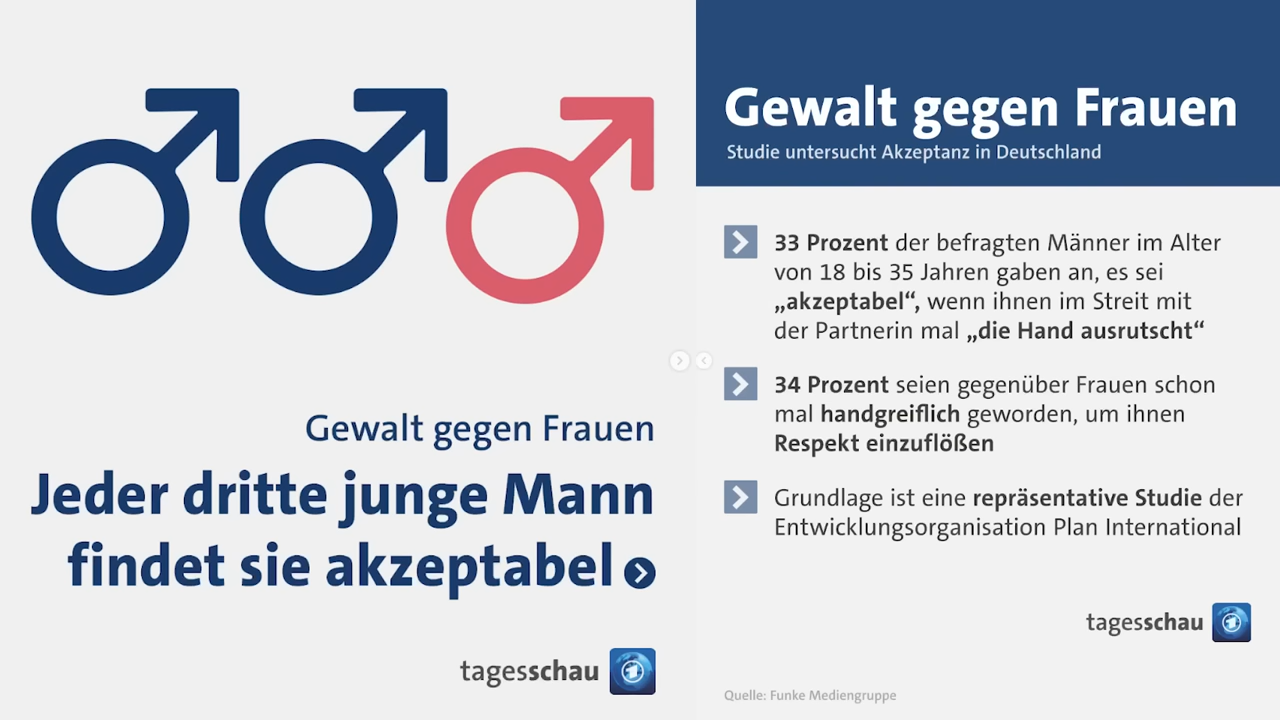 Gewalt gegen Frauen
Jeder dritte junge Mann
findet sie akzeptabel
tagesschau
Gewalt gegen Frauen
Studie untersucht Akzeptanz in Deutschland
33 Prozent der befragten Männer im Alter
von 18 bis 35 Jahren gaben an, es sei
„akzeptabel“, wenn ihnen im Streit mit
der Partnerin mal „die Hand ausrutscht“
34 Prozent seien gegenüber Frauen schon
mal handgreiflich geworden, um ihnen
Respekt einzuflößen
Grundlage ist eine repräsentative Studie der
Entwicklungsorganisation Plan International
tagesschau
Quelle: Funke Mediengruppe